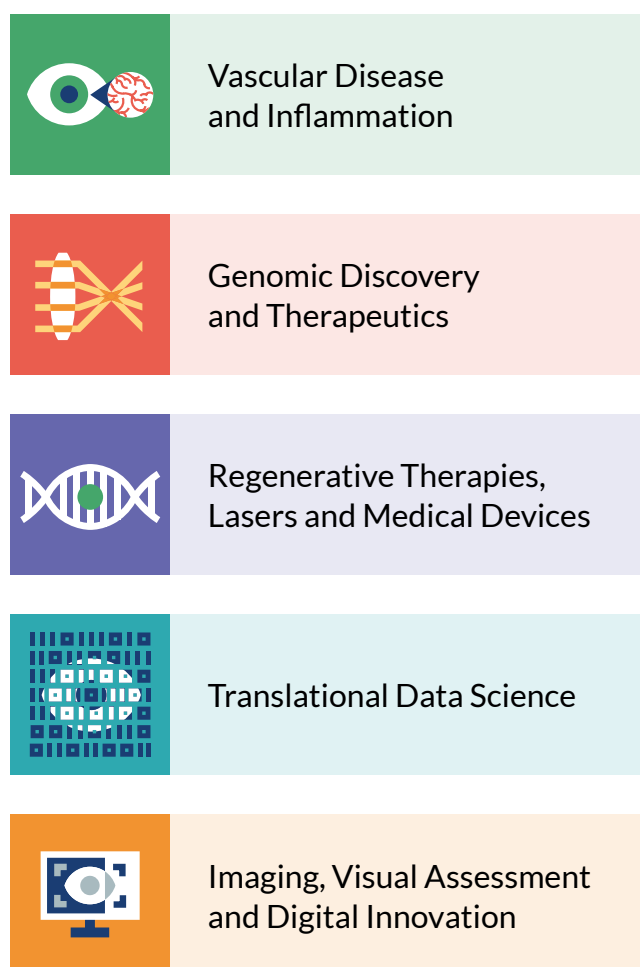 Vascular Disease
and Inflammation
Genomic Discovery
and Therapeutics
Regenerative Therapies,
Lasers and Medical Devices
Translational Data Science
Imaging, Visual Assessment
and Digital Innovation